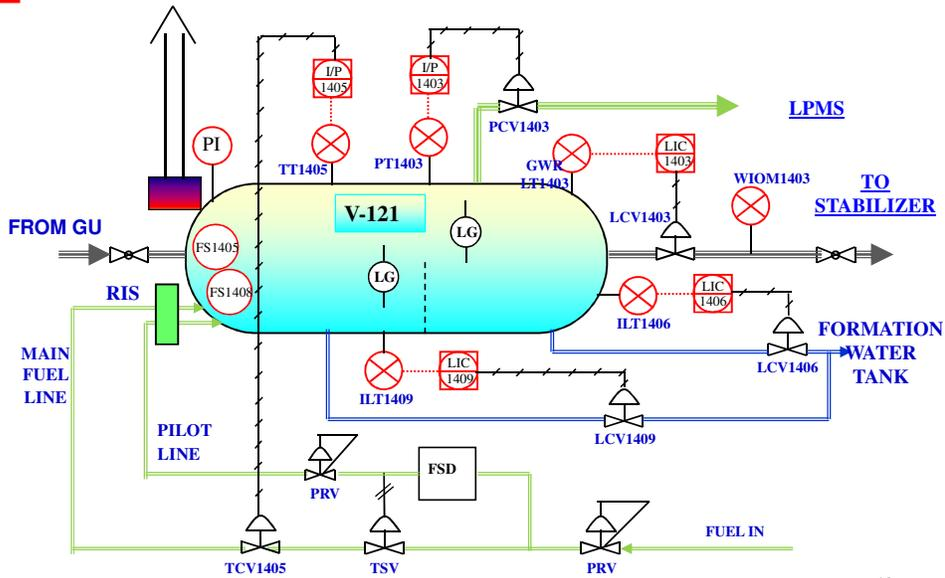 I/P
1405
I/P
1403
PCV1403
LPMS
PI
TT1405
PT1403
GWR
LT1403
LIC
1403
WIOM1403
TO
STABILIZER
V-121
LCV1403
FROM GU
FS1405
LG
LG
FS1408
RIS
ILT1406
LIC
1406
LCV1406
FORMATION
WATER
TANK
MAIN
FUEL
LINE
ILT1409
LIC
1409
LCV1409
PILOT
LINE
PRV
FSD
FUEL IN
TCV1405
TSV
PRV